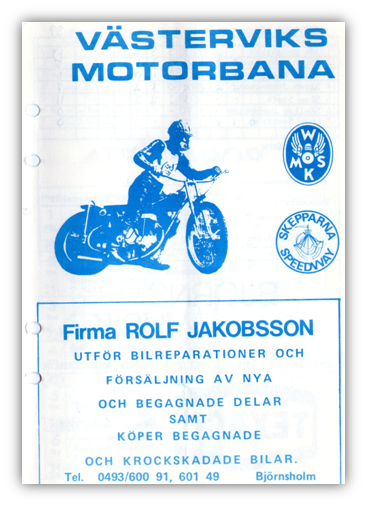 VÄSTERVIKS
MOTORBANA
WMOSK
SKEPPARNA
SPEEDWAY
Firma ROLF JAKOBSSON
UTFÖR BILREPARATIONER OCH
FÖRSÄLJNING AV NYA
OCH BEGAGNADE DELAR
SAMT
KÖPER BEGAGNADE
OCH KROCKSKADADE BILAR.
Tel. 0493/600 91, 601 49 Björnsholm